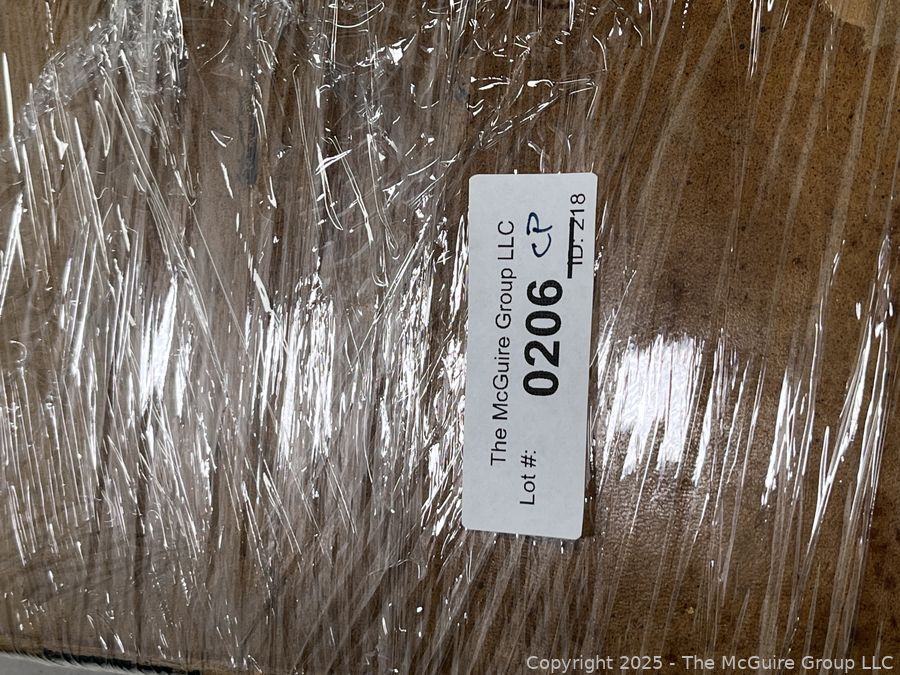 The McGuire Group LLC
Lot #: 0206 CP
ID: 218
Copyright 2025 - The McGuire Group LLC